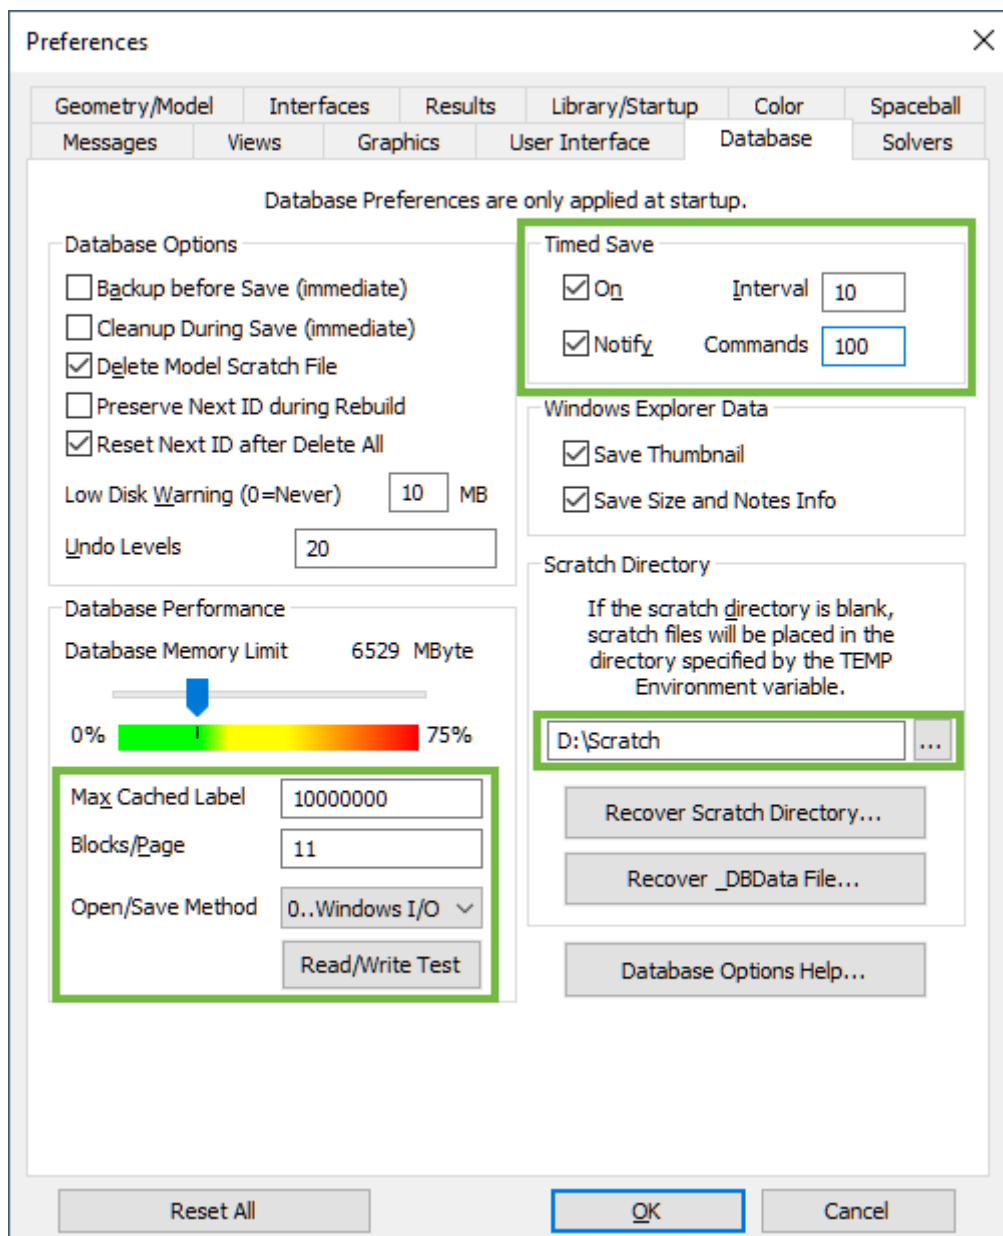 Preferences
Geometry/Model Interfaces Results Library/Startup Color Spaceball
Messages Views Graphics User Interface Database Solvers
Database Preferences are only applied at startup.
Database Options
Backup before Save (immediate)
Cleanup During Save (immediate)
Delete Model Scratch File
Preserve Next ID during Rebuild
Reset Next ID after Delete All
Low Disk Warning (0=Never) 10 MB
Undo Levels 20
Database Performance
Database Memory Limit 6529 MByte
0% 75%
Max Cached Label 10000000
Blocks/Page 11
Open/Save Method 0..Windows I/O
Read/Write Test
Timed Save
On Interval 10
Notify Commands 100
Windows Explorer Data
Save Thumbnail
Save Size and Notes Info
Scratch Directory
If the scratch directory is blank,
scratch files will be placed in the
directory specified by the TEMP
Environment variable.
D:\Scratch ...
Recover Scratch Directory...
Recover _DBData File...
Database Options Help...
Reset All OK Cancel